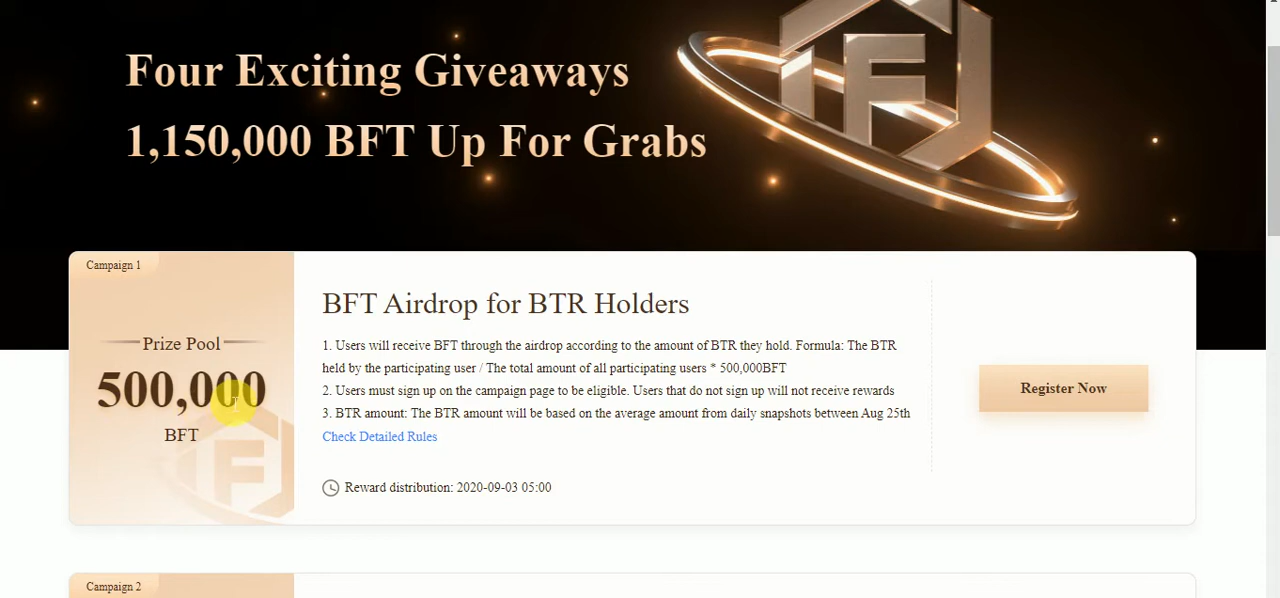 Four Exciting Giveaways
1,150,000 BFT Up For Grabs
Campaign 1
Prize Pool
500,000
BFT
BFT Airdrop for BTR Holders
1. Users will receive BFT through the airdrop according to the amount of BTR they hold. Formula: The BTR
held by the participating user / The total amount of all participating users * 500,000BFT
2. Users must sign up on the campaign page to be eligible. Users that do not sign up will not receive rewards
3. BTR amount: The BTR amount will be based on the average amount from daily snapshots between Aug 25th
Check Detailed Rules
Reward distribution: 2020-09-03 05:00
Register Now
Campaign 2